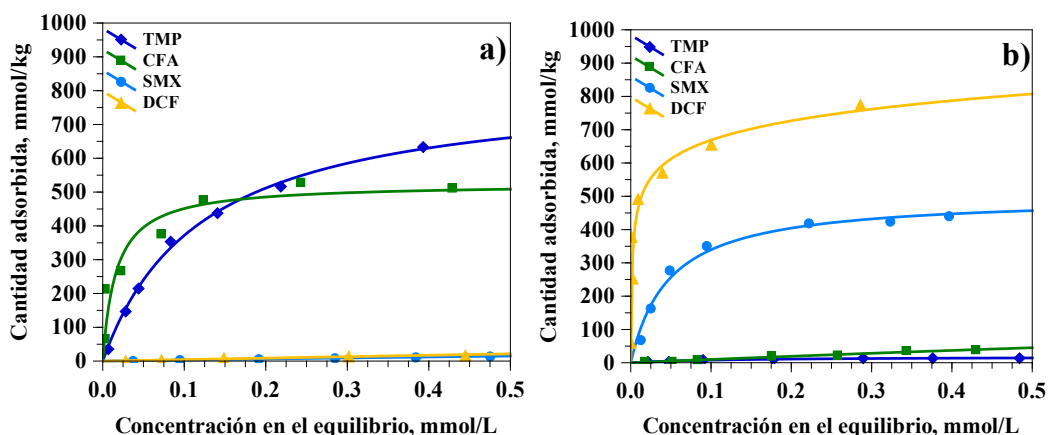 a)
Cantidad adsorbida, mmol/kg
1000
900
800
700
600
500
400
300
200
100
0
TMP
CFA
SMX
DCF
0.0
0.1
0.2
0.3
0.4
0.5
Concentración en el equilibrio, mmol/L
b)
Cantidad adsorbida, mmol/kg
1000
900
800
700
600
500
400
300
200
100
0
TMP
CFA
SMX
DCF
0.0
0.1
0.2
0.3
0.4
0.5
Concentración en el equilibrio, mmol/L